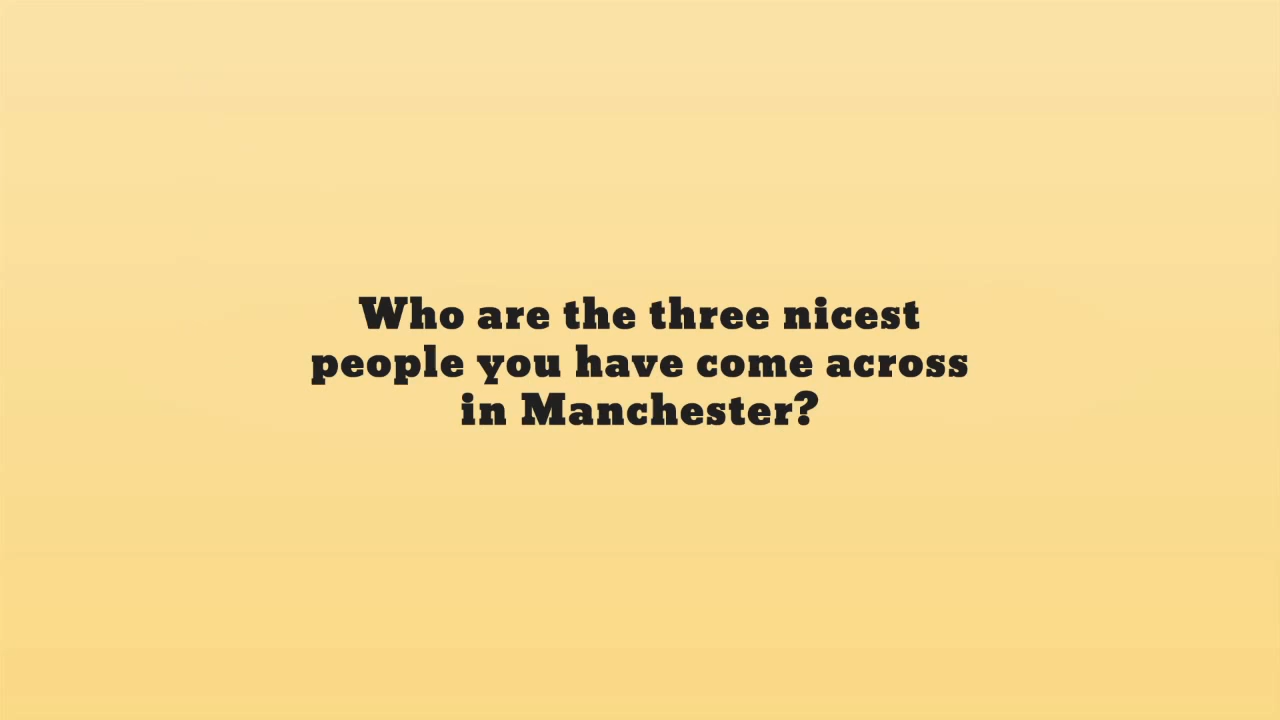 Who are the three nicest
people you have come across
in Manchester?